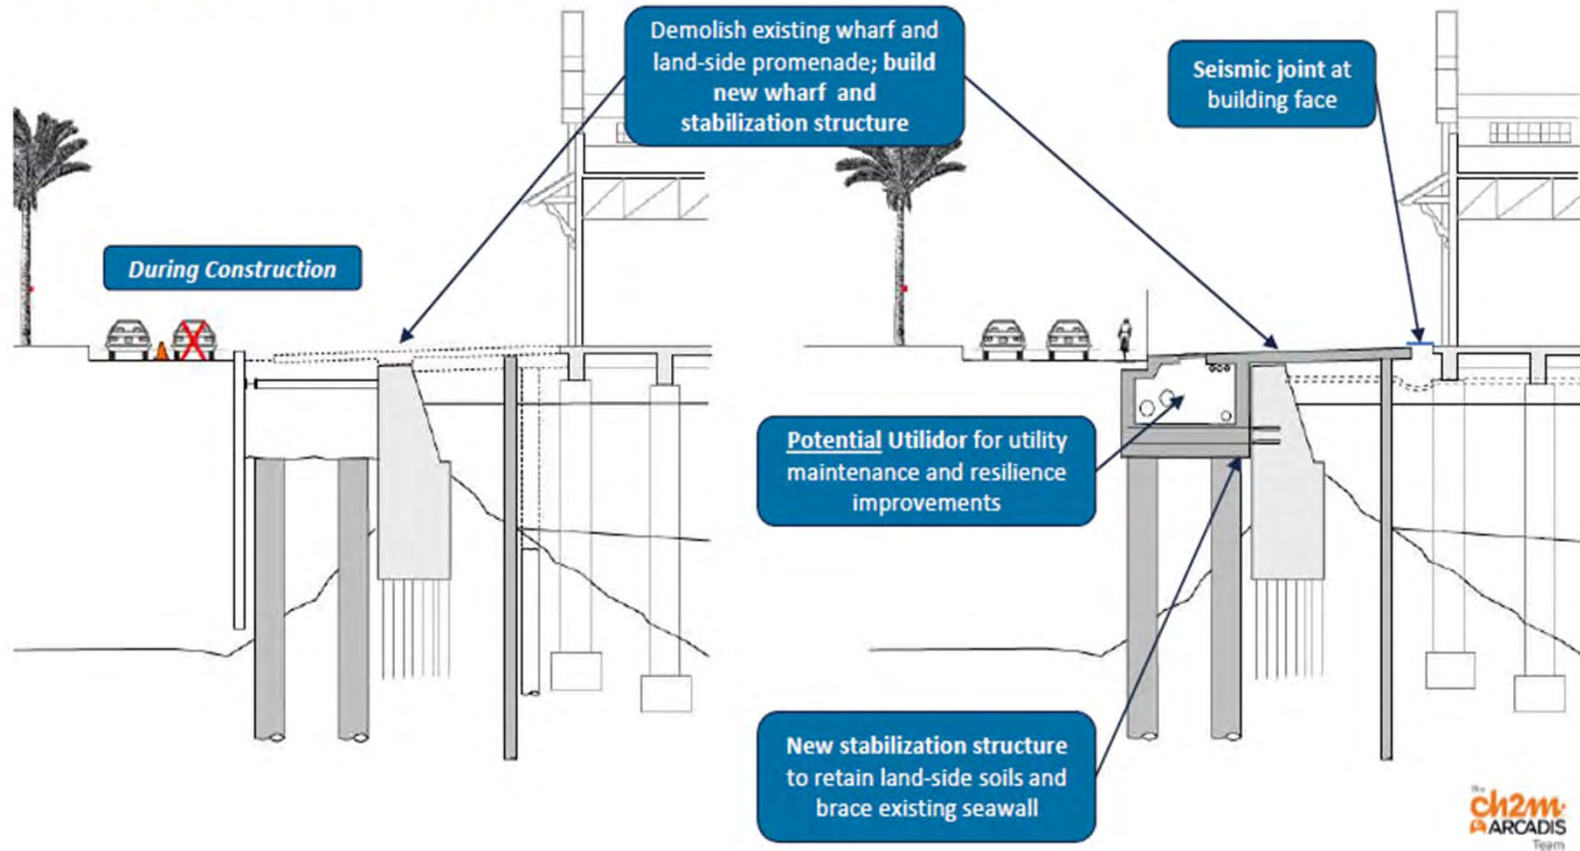 Demolish existing wharf and
land-side promenade; build
new wharf and
stabilization structure
Seismic joint at
building face
During Construction
Potential Utilidor for utility
maintenance and resilience
improvements
New stabilization structure
to retain land-side soils and
brace existing seawall
The
ch2m
ARCADIS
Team